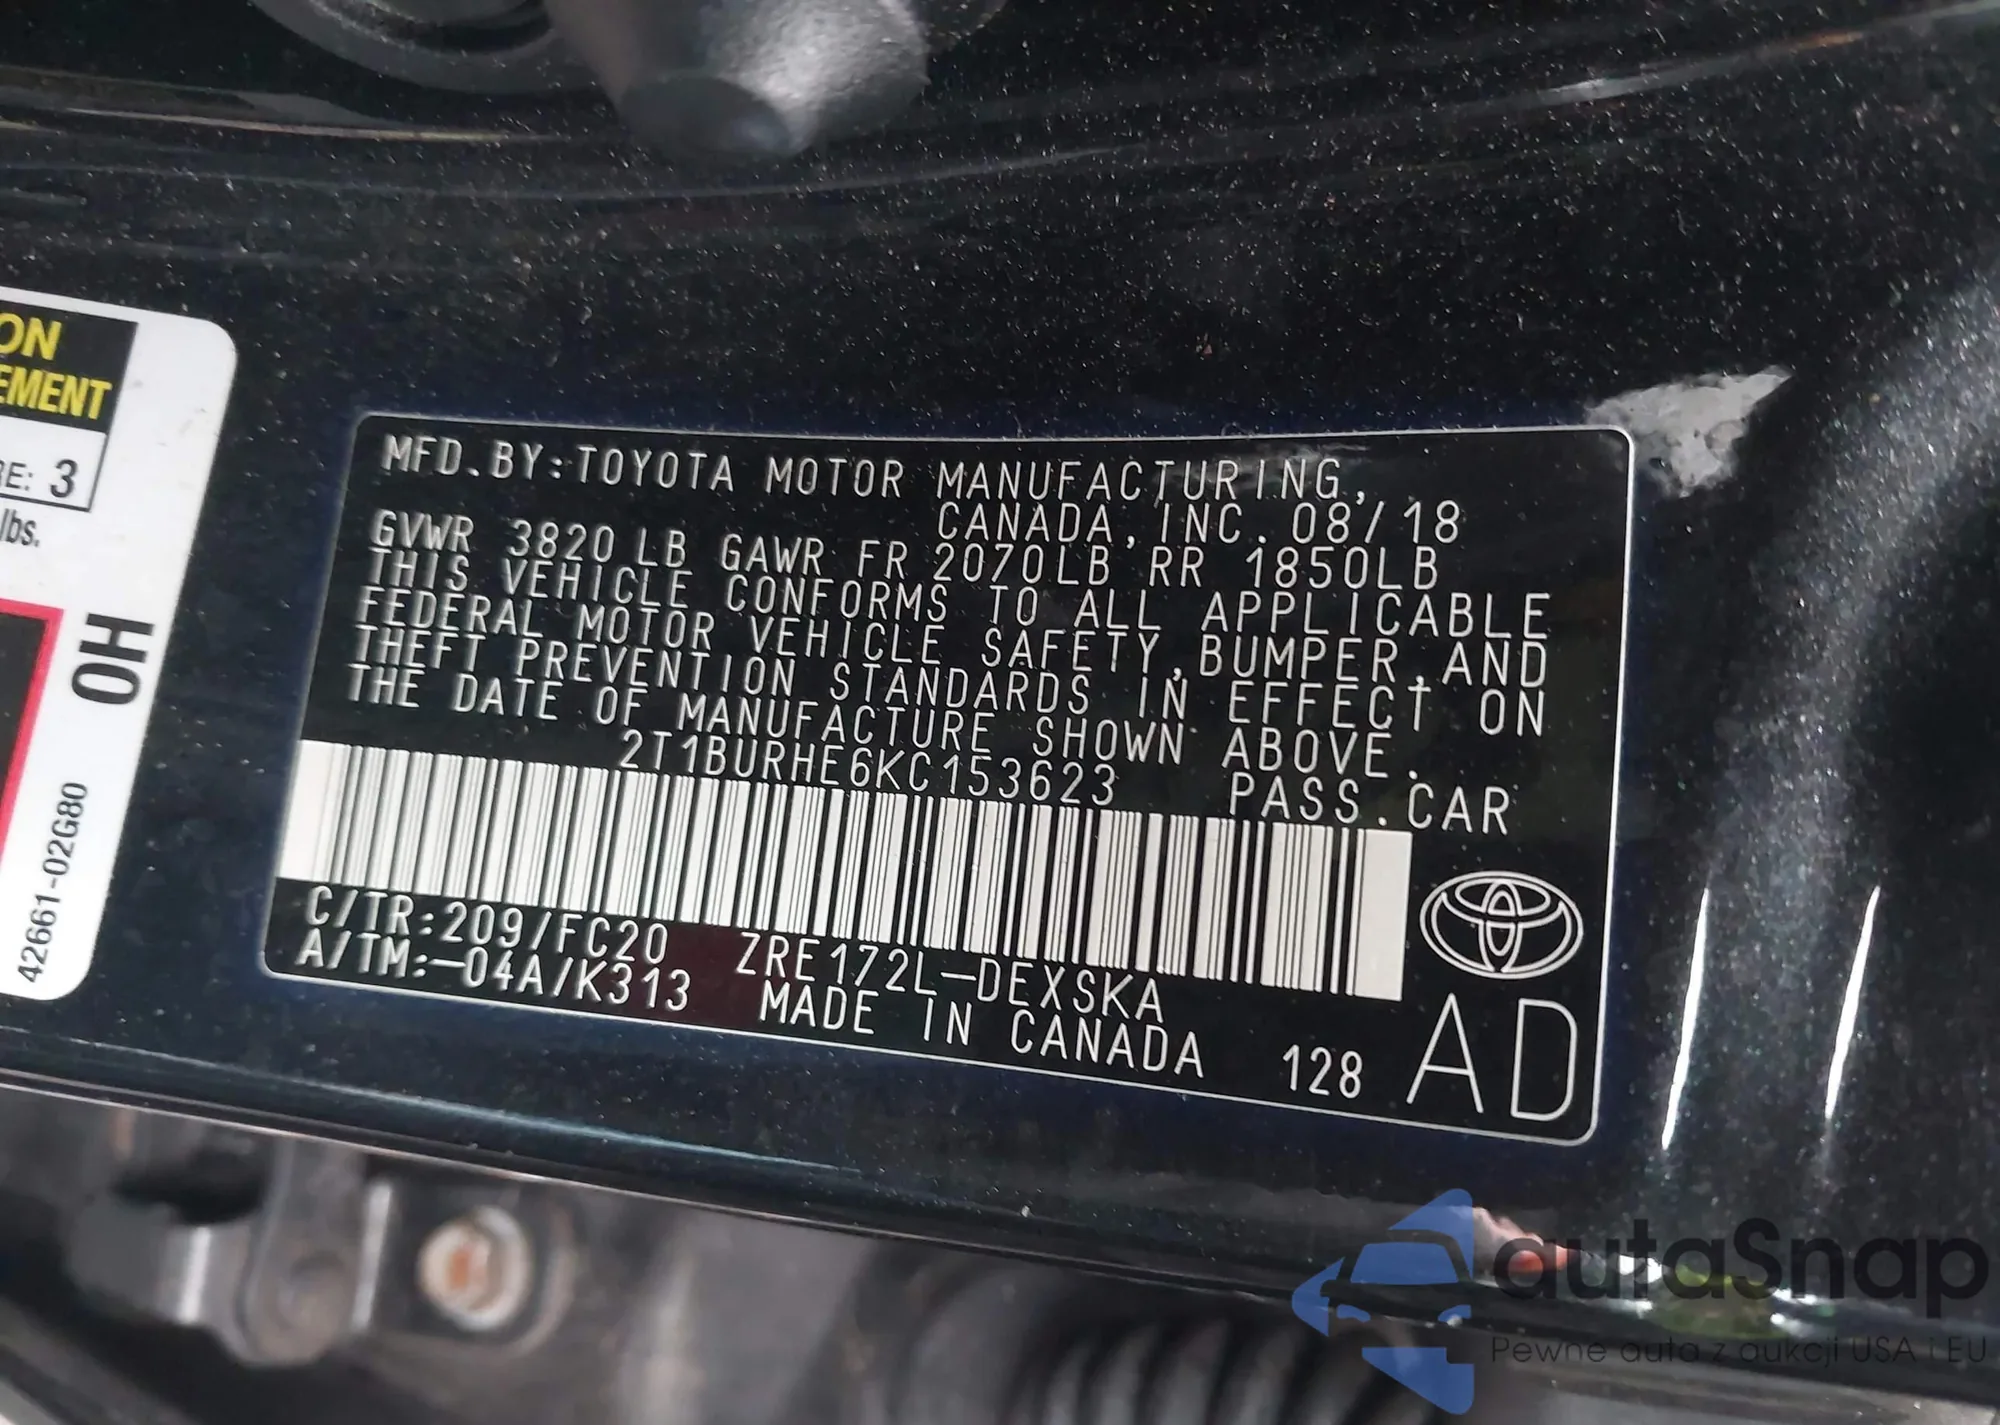 ON
EMENT
RE: 3
lbs.
OH
42661-02G80
MFD.BY:TOYOTA MOTOR MANUFACTURING,
CANADA,INC.08/18
GVWR 3820LB GAWR FR 2070LB RR 1850LB
THIS VEHICLE CONFORMS TO ALL APPLICABLE
FEDERAL MOTOR VEHICLE SAFETY,BUMPER,AND
THEFT PREVENTION STANDARDS IN EFFECT ON
THE DATE OF MANUFACTURE SHOWN ABOVE.
2T1BURHE6KC153623 PASS.CAR
C/TR:209/FC20 ZRE172L-DEXSKA
A/TM:-04A/K313 MADE IN CANADA 128
AD
autaSnap
Pewne auta z aukcji USA i EU